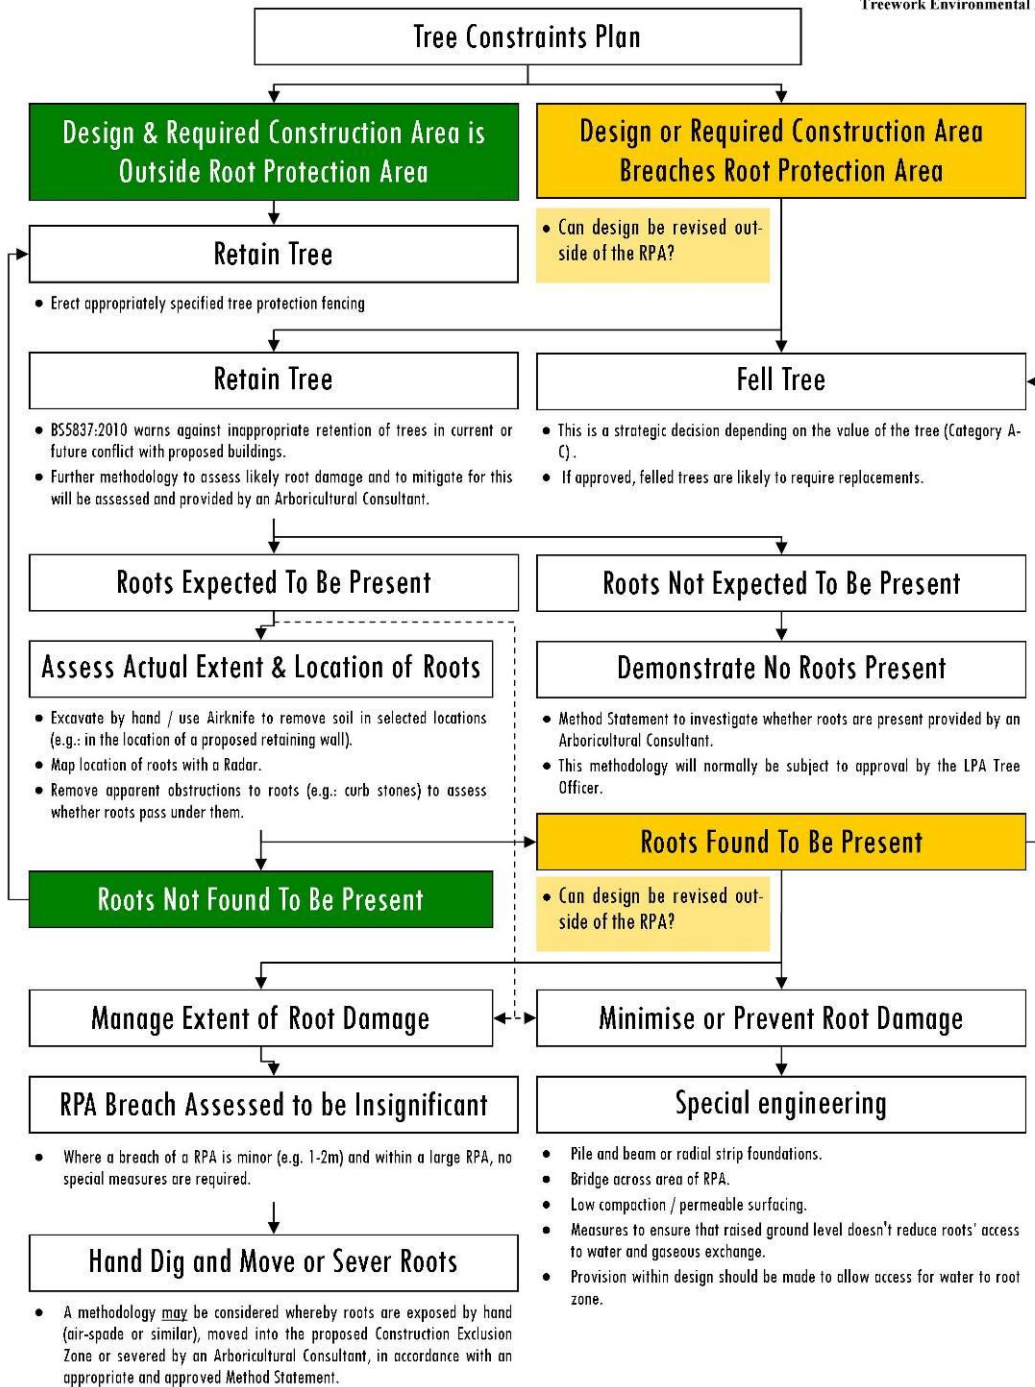 Treework Environmental
Tree Constraints Plan
Design & Required Construction Area is
Outside Root Protection Area
Design or Required Construction Area
Breaches Root Protection Area
• Can design be revised out-
side of the RPA?
Retain Tree
• Erect appropriately specified tree protection fencing
Retain Tree
• BS5837:2010 warns against inappropriate retention of trees in current or
future conflict with proposed buildings.
• Further methodology to assess likely root damage and to mitigate for this
will be assessed and provided by an Arboricultural Consultant.
Fell Tree
• This is a strategic decision depending on the value of the tree (Category A-
C) .
• If approved, felled trees are likely to require replacements.
Roots Expected To Be Present
Roots Not Expected To Be Present
Assess Actual Extent & Location of Roots
• Excavate by hand / use Airknife to remove soil in selected locations
(e.g.: in the location of a proposed retaining wall).
• Map location of roots with a Radar.
• Remove apparent obstructions to roots (e.g.: curb stones) to assess
whether roots pass under them.
Demonstrate No Roots Present
• Method Statement to investigate whether roots are present provided by an
Arboricultural Consultant.
• This methodology will normally be subject to approval by the LPA Tree
Officer.
Roots Found To Be Present
• Can design be revised out-
side of the RPA?
Roots Not Found To Be Present
Manage Extent of Root Damage
Minimise or Prevent Root Damage
RPA Breach Assessed to be Insignificant
• Where a breach of a RPA is minor (e.g. 1-2m) and within a large RPA, no
special measures are required.
Special engineering
• Pile and beam or radial strip foundations.
• Bridge across area of RPA.
• Low compaction / permeable surfacing.
• Measures to ensure that raised ground level doesn't reduce roots' access
to water and gaseous exchange.
• Provision within design should be made to allow access for water to root
zone.
Hand Dig and Move or Sever Roots
• A methodology may be considered whereby roots are exposed by hand
(air-spade or similar), moved into the proposed Construction Exclusion
Zone or severed by an Arboricultural Consultant, in accordance with an
appropriate and approved Method Statement.